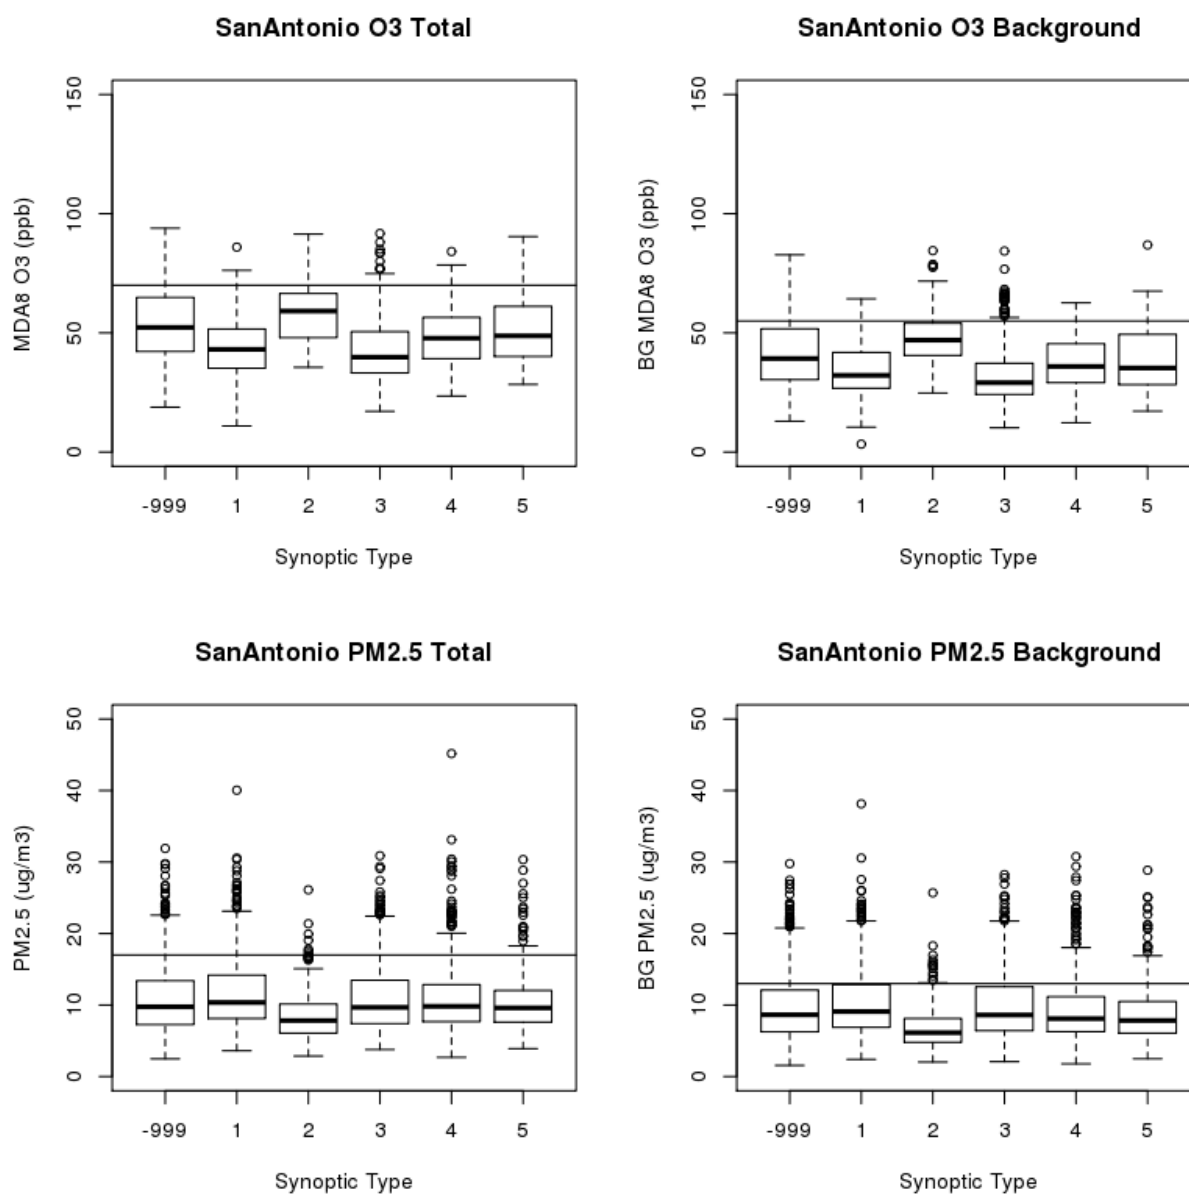 SanAntonio O3 Total
MDA8 O3 (ppb)
150
100
50
0
-999 1 2 3 4 5
Synoptic Type
SanAntonio O3 Background
BG MDA8 O3 (ppb)
150
100
50
0
-999 1 2 3 4 5
Synoptic Type
SanAntonio PM2.5 Total
PM2.5 (ug/m3)
50
40
30
20
10
0
-999 1 2 3 4 5
Synoptic Type
SanAntonio PM2.5 Background
BG PM2.5 (ug/m3)
50
40
30
20
10
0
-999 1 2 3 4 5
Synoptic Type